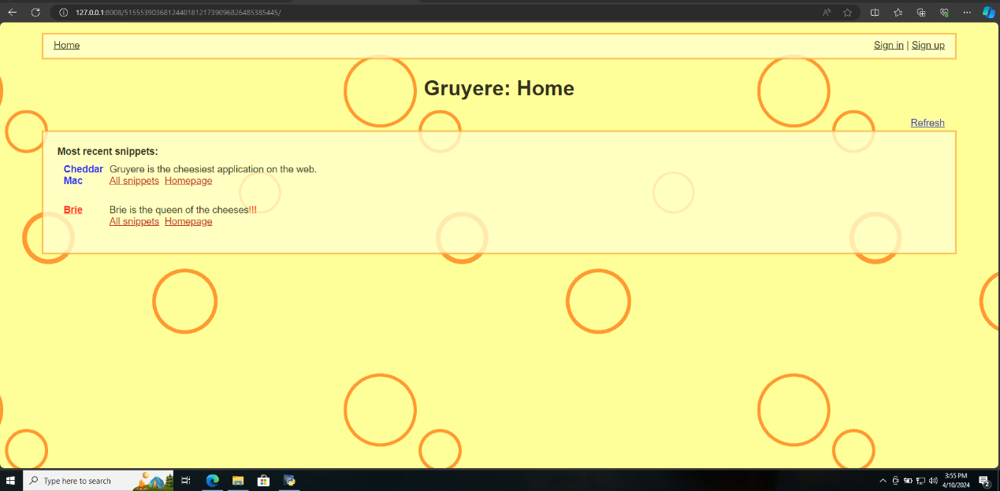 127.0.0.1:8008/515553903681244018121739096826485385445/
Home
Sign in | Sign up
Gruyere: Home
Refresh
Most recent snippets:
Cheddar Gruyere is the cheesiest application on the web.
Mac All snippets Homepage
Brie Brie is the queen of the cheeses!!!
All snippets Homepage
Type here to search
3:55 PM
4/10/2024
2